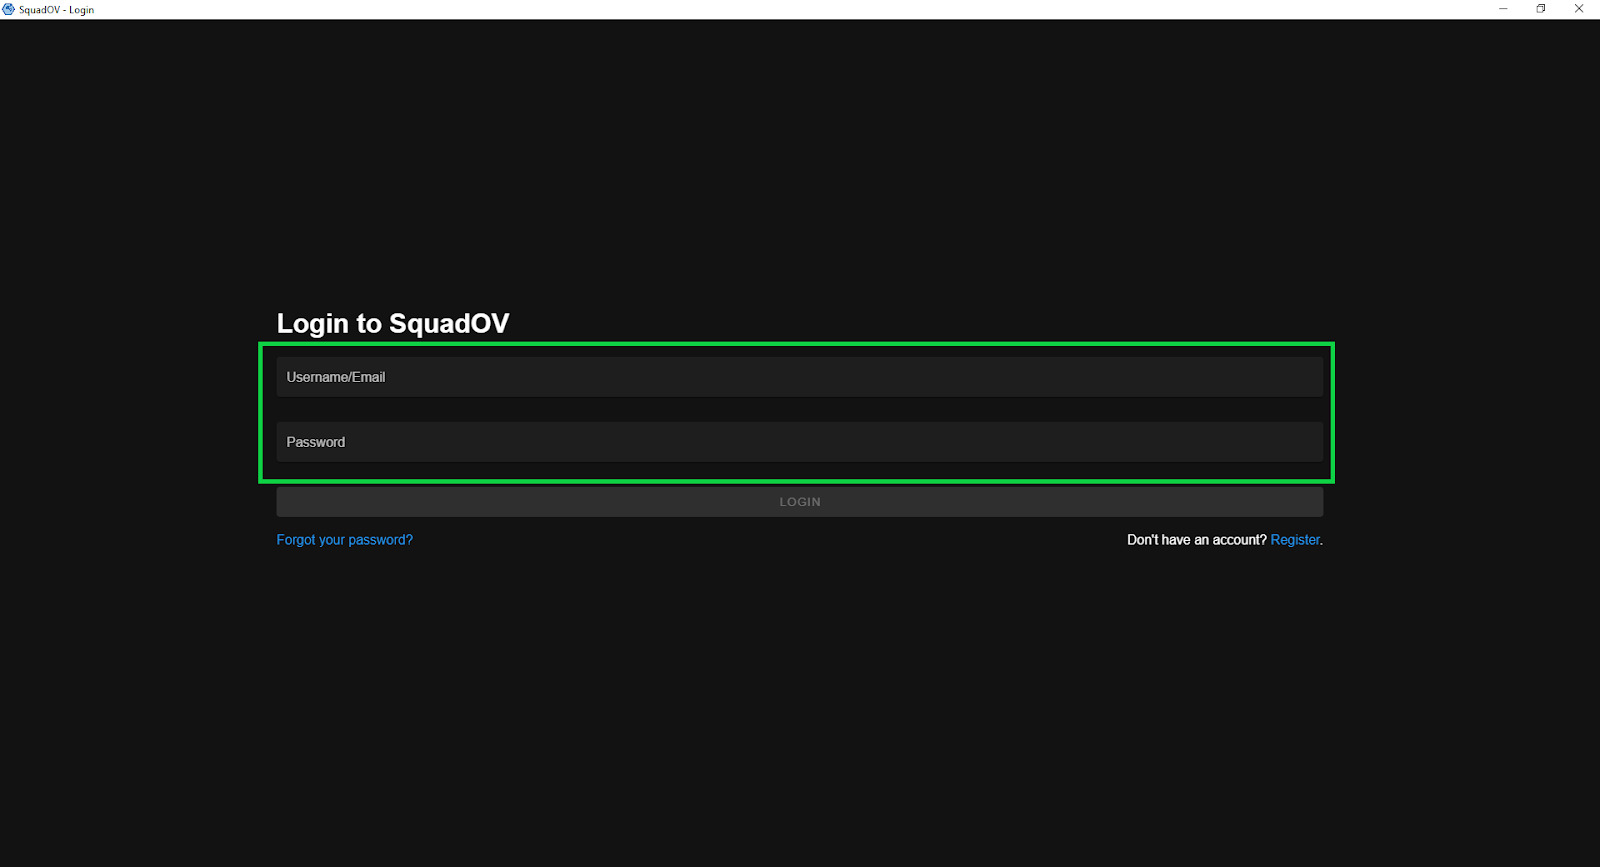 SquadOV - Login
Login to SquadOV
Username/Email
Password
LOGIN
Forgot your password?
Don't have an account? Register.